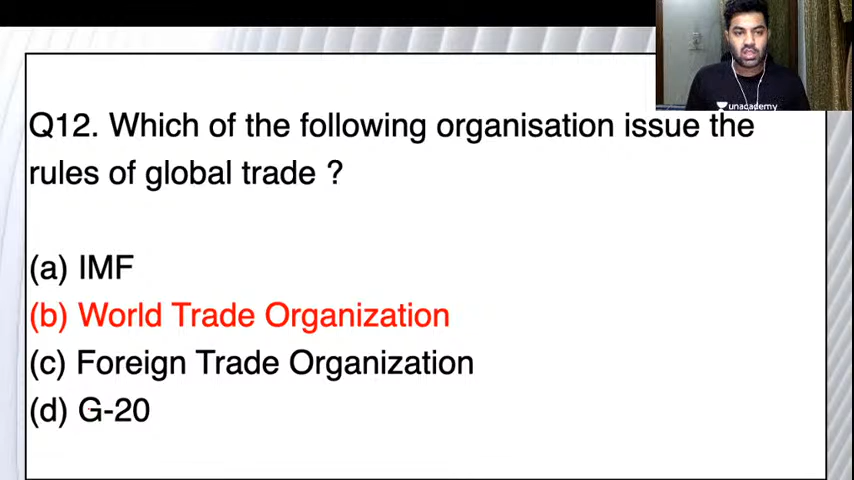 unacademy
Q12. Which of the following organisation issue the
rules of global trade ?
(a) IMF
(b) World Trade Organization
(c) Foreign Trade Organization
(d) G-20